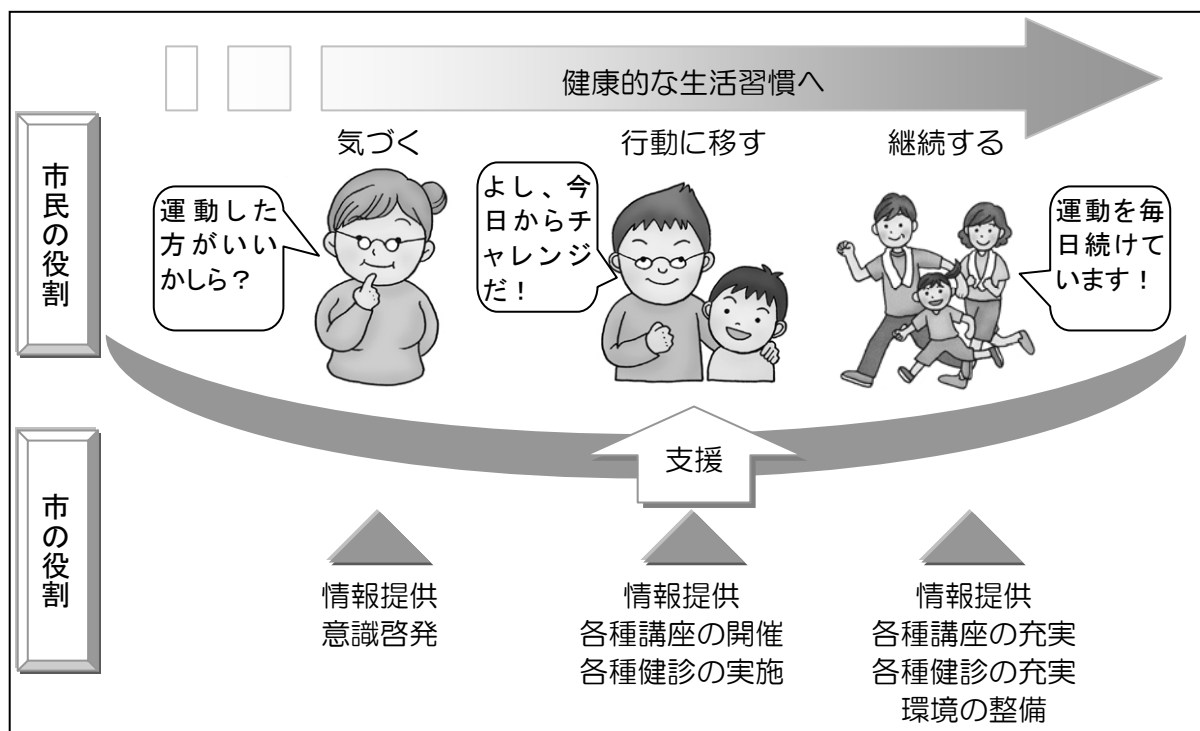 健康的な生活習慣へ
市民の役割
気づく
行動に移す
継続する
運動した
方がいい
かしら？
よし、今
日からチ
ャレンジ
だ！
運動を毎
日続けて
います！
支援
市の役割
情報提供
意識啓発
情報提供
各種講座の開催
各種健診の実施
情報提供
各種講座の充実
各種健診の充実
環境の整備